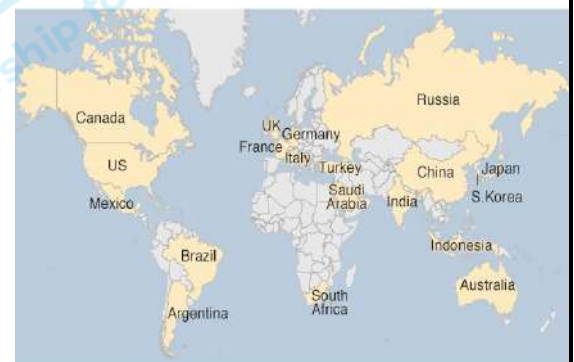 Canada
US
Mexico
Brazil
Argentina
UK
Germany
France
Italy
Turkey
Saudi
Arabia
South
Africa
Russia
China
Japan
S.Korea
India
Indonesia
Australia